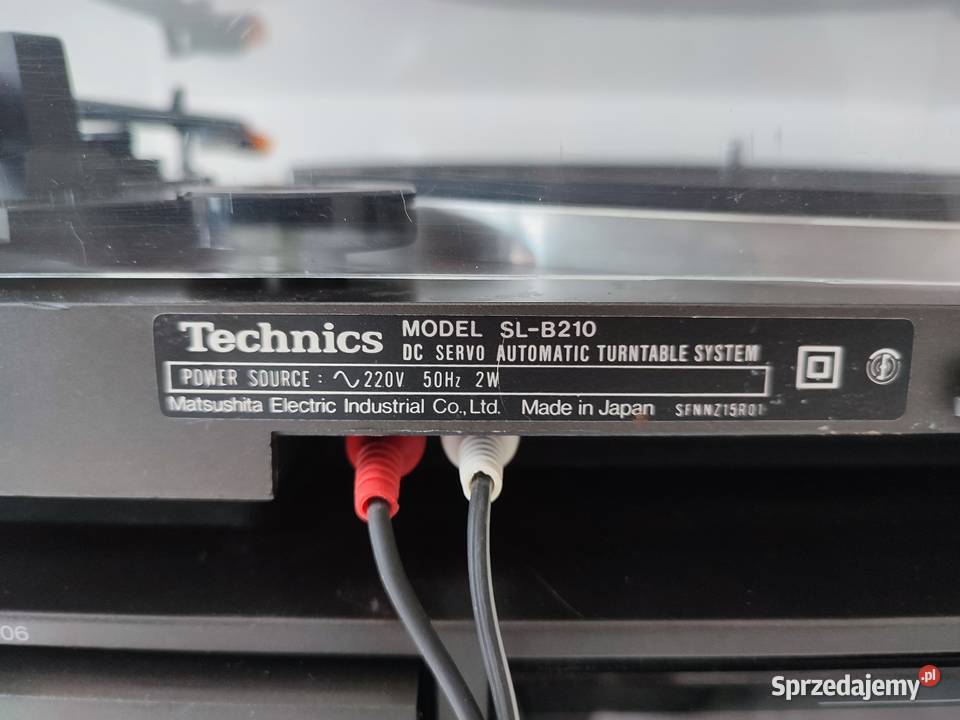 Technics MODEL SL-B210
DC SERVO AUTOMATIC TURNTABLE SYSTEM
POWER SOURCE : ∿220V 50Hz 2W
Matsushita Electric Industrial Co., Ltd. Made in Japan SFNNZ15R01
06
Sprzedajemy.pl